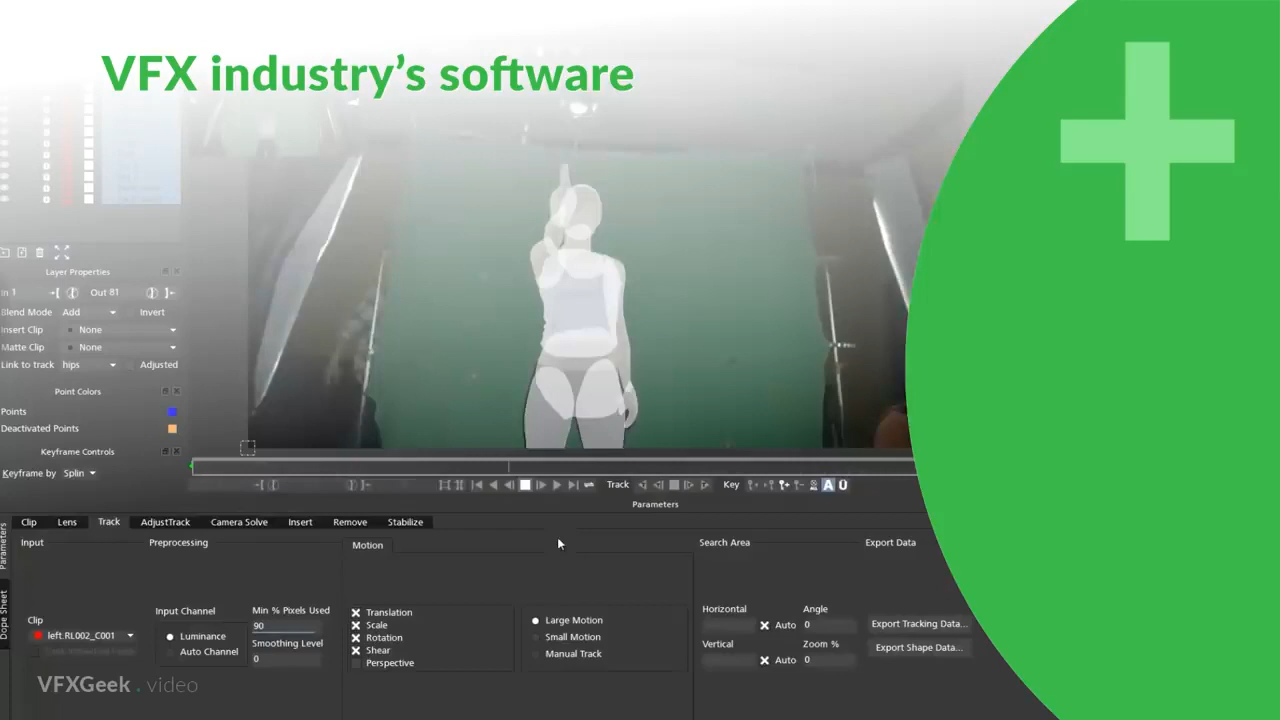 VFX industry's software
Layer Properties
In 1 Out 81
Blend Mode Add Invert
Insert Clip None
Matte Clip None
Link to track hips Adjusted
Point Colors
Points
Deactivated Points
Keyframe Controls
Keyframe by Splin
Track Key A U
Parameters
Clip Lens Track AdjustTrack Camera Solve Insert Remove Stabilize
Parameters
Dope Sheet
Input Preprocessing Motion Search Area Export Data
Clip
left.RL002_C001
Input Channel
Luminance
Auto Channel
Min % Pixels Used
90
Smoothing Level
0
Translation
Scale
Rotation
Shear
Perspective
Large Motion
Small Motion
Manual Track
Horizontal Angle
Auto 0
Vertical Zoom %
Auto 0
Export Tracking Data...
Export Shape Data...
VFXGeek . video